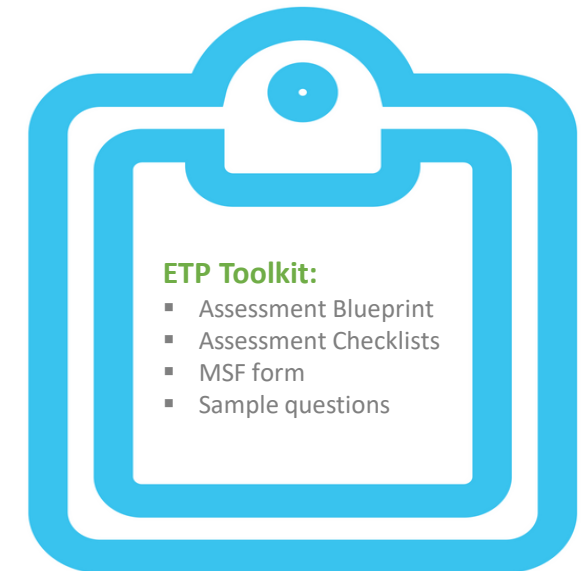 ETP Toolkit:
▪ Assessment Blueprint
▪ Assessment Checklists
▪ MSF form
▪ Sample questions